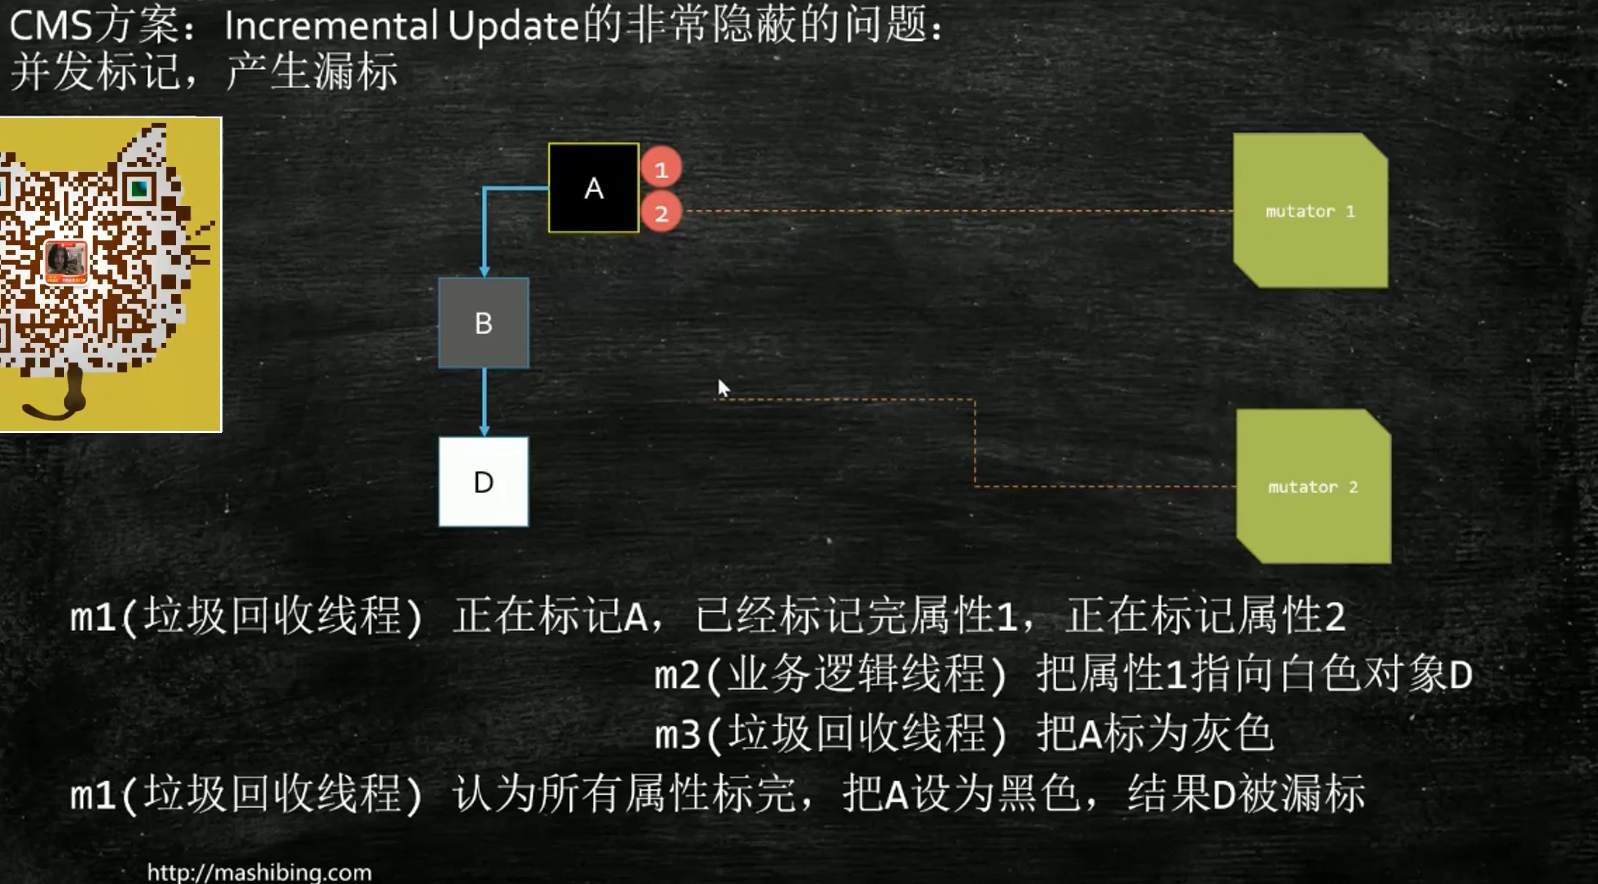 CMS方案：Incremental Update的非常隐蔽的问题：
并发标记，产生漏标
A
1
2
mutator 1
B
D
mutator 2
m1(垃圾回收线程) 正在标记A，已经标记完属性1，正在标记属性2
m2(业务逻辑线程) 把属性1指向白色对象D
m3(垃圾回收线程) 把A标为灰色
m1(垃圾回收线程) 认为所有属性标完，把A设为黑色，结果D被漏标
http://mashibing.com